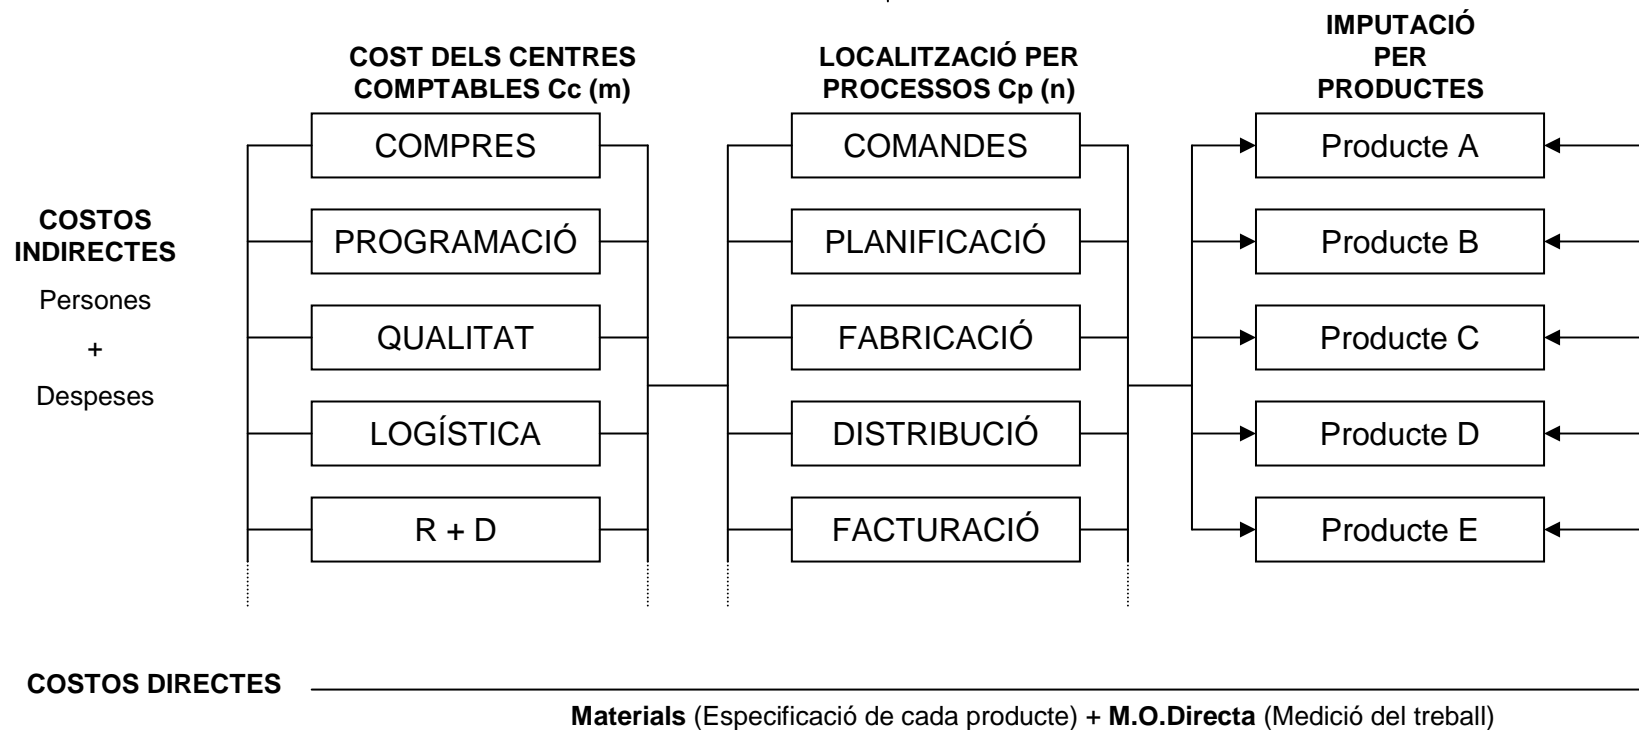 COST DELS CENTRES
COMPTABLES Cc (m)
LOCALITZACIÓ PER
PROCESSOS Cp (n)
IMPUTACIÓ
PER
PRODUCTES
COSTOS
INDIRECTES
Persones
+
Despeses
COMPRES
PROGRAMACIÓ
QUALITAT
LOGÍSTICA
R + D
COMANDES
PLANIFICACIÓ
FABRICACIÓ
DISTRIBUCIÓ
FACTURACIÓ
Producte A
Producte B
Producte C
Producte D
Producte E
COSTOS DIRECTES
Materials (Especificació de cada producte) + M.O.Directa (Medició del treball)